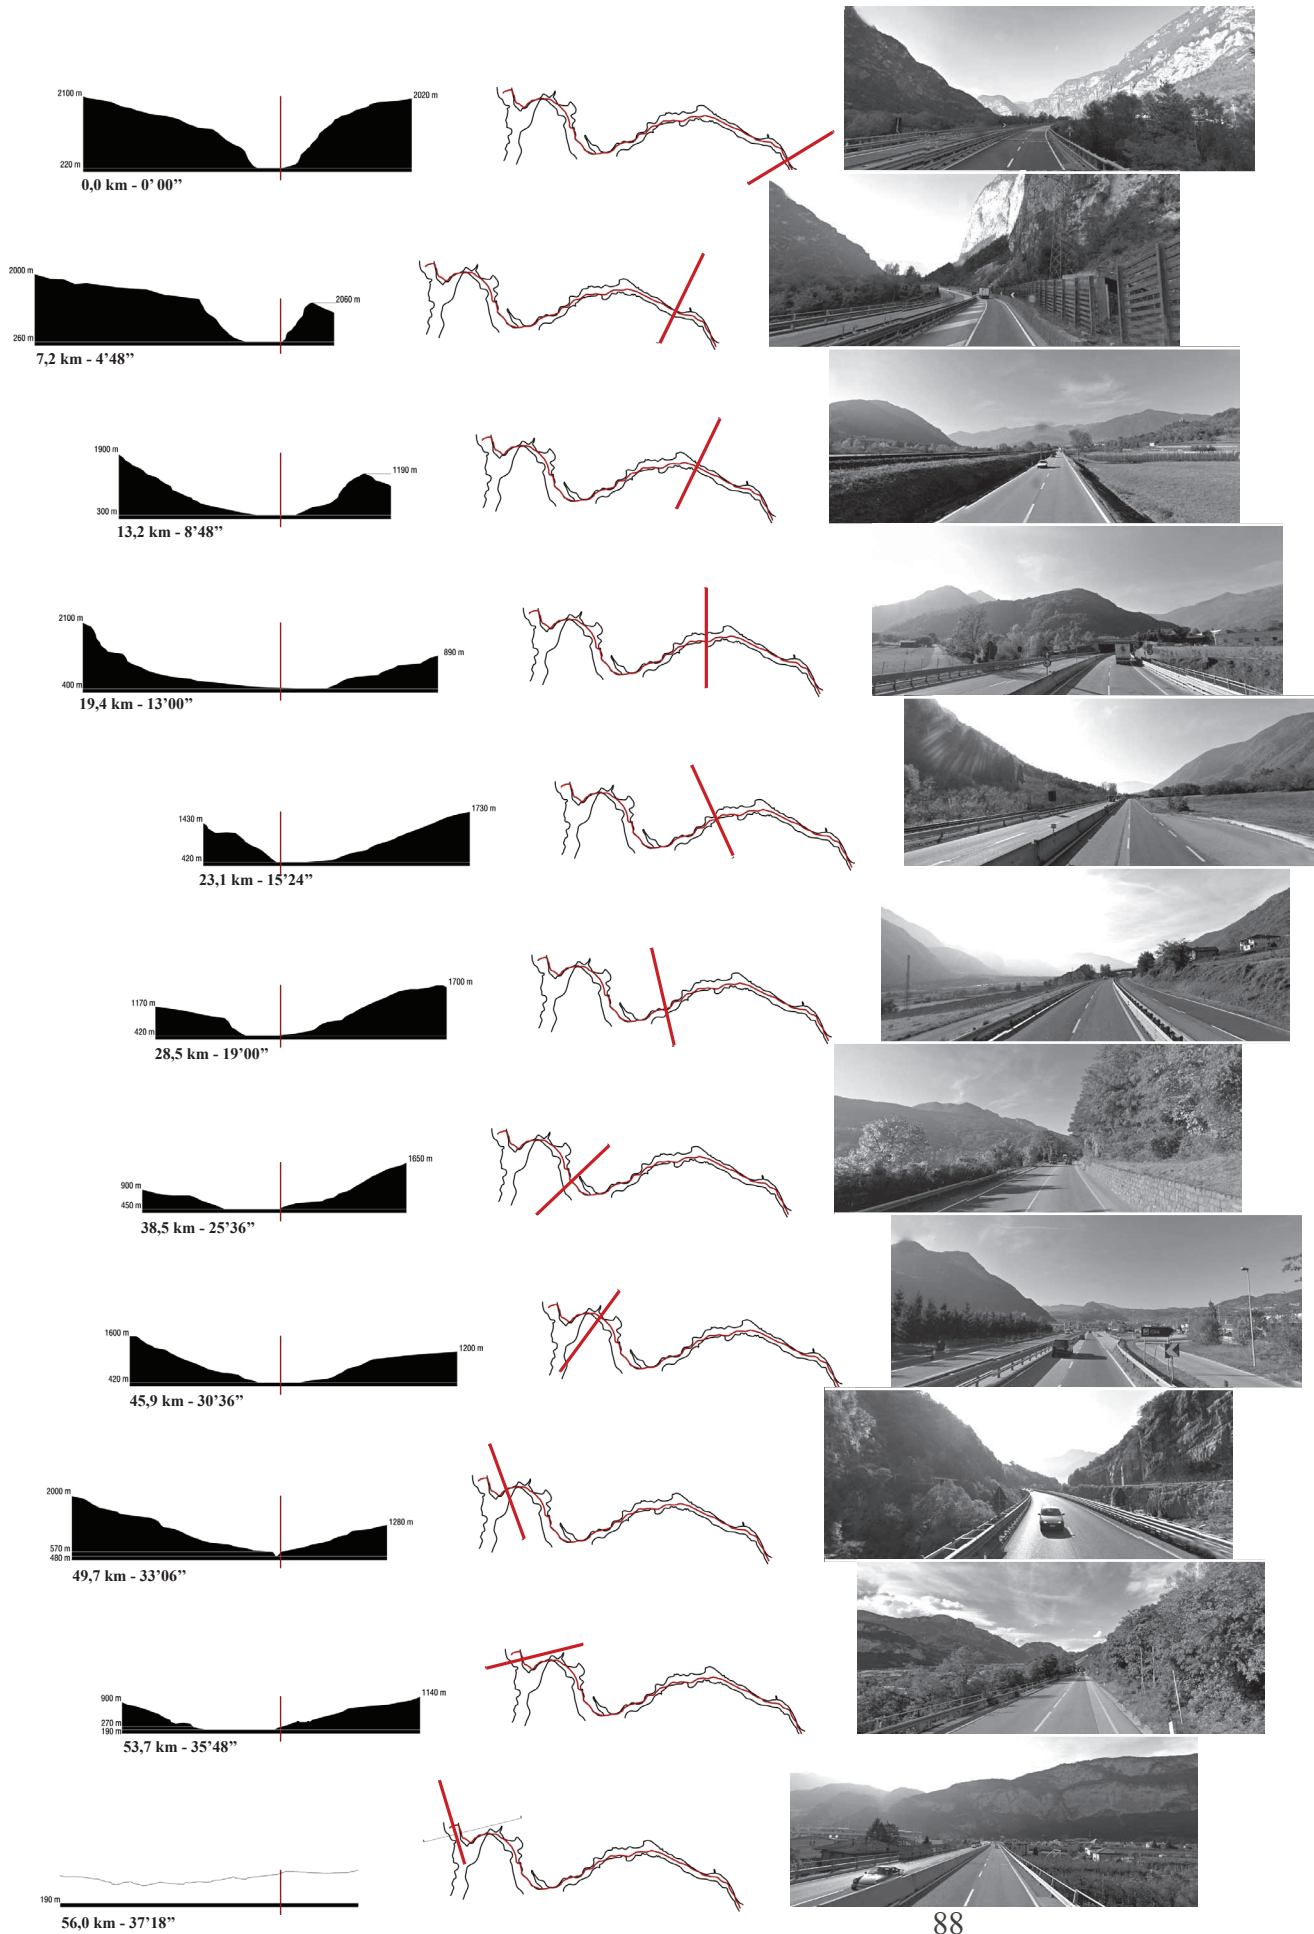 2100 m
2020 m
220 m
0,0 km - 0’ 00”
2000 m
2060 m
260 m
7,2 km - 4’48”
1900 m
1190 m
300 m
13,2 km - 8’48”
2100 m
890 m
400 m
19,4 km - 13’00”
1730 m
1430 m
420 m
23,1 km - 15’24”
1700 m
1170 m
420 m
28,5 km - 19’00”
1650 m
900 m
450 m
38,5 km - 25’36”
1600 m
1200 m
420 m
45,9 km - 30’36”
2000 m
1280 m
570 m
480 m
49,7 km - 33’06”
900 m
1140 m
270 m
190 m
53,7 km - 35’48”
190 m
56,0 km - 37’18”
88